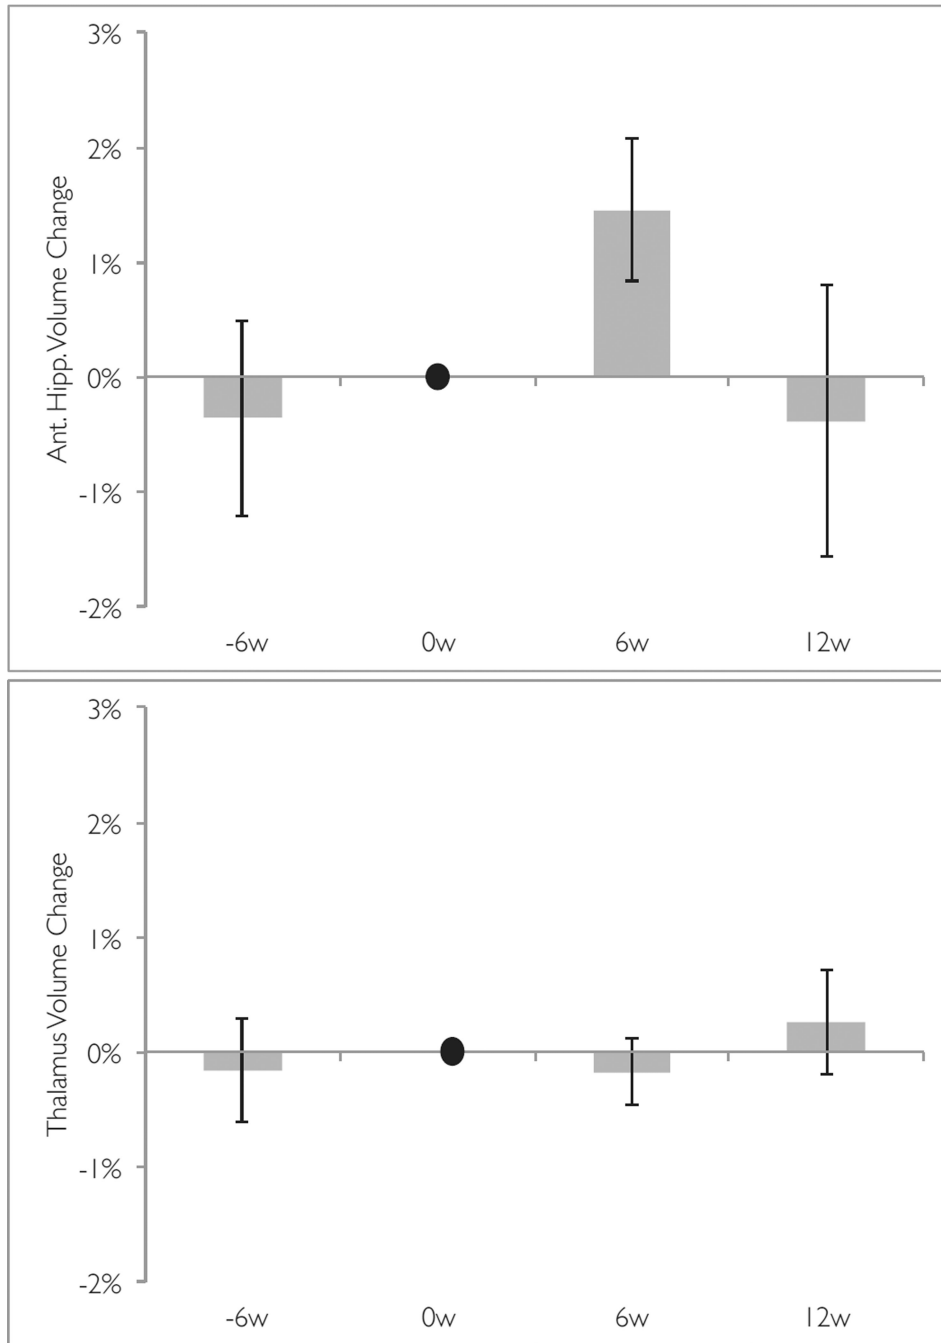 3%
2%
1%
0%
-1%
-2%
Ant. Hipp. Volume Change
-6w
0w
6w
12w
3%
2%
1%
0%
-1%
-2%
Thalamus Volume Change
-6w
0w
6w
12w